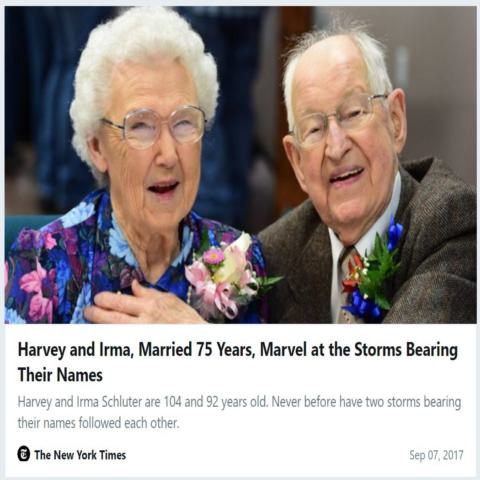 Harvey and Irma, Married 75 Years, Marvel at the Storms Bearing
Their Names
Harvey and Irma Schluter are 104 and 92 years old. Never before have two storms bearing
their names followed each other.
The New York Times
Sep 07, 2017